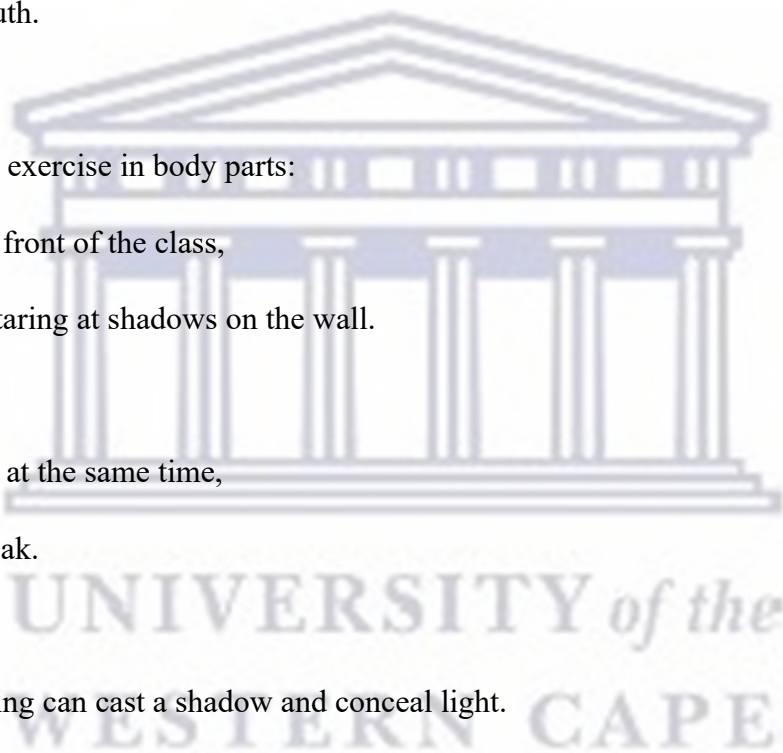 uth.
exercise in body parts:
front of the class,
taring at shadows on the wall.
at the same time,
ak.
UNIVERSITY of the
ing can cast a shadow and conceal light.
WESTERN CAPE